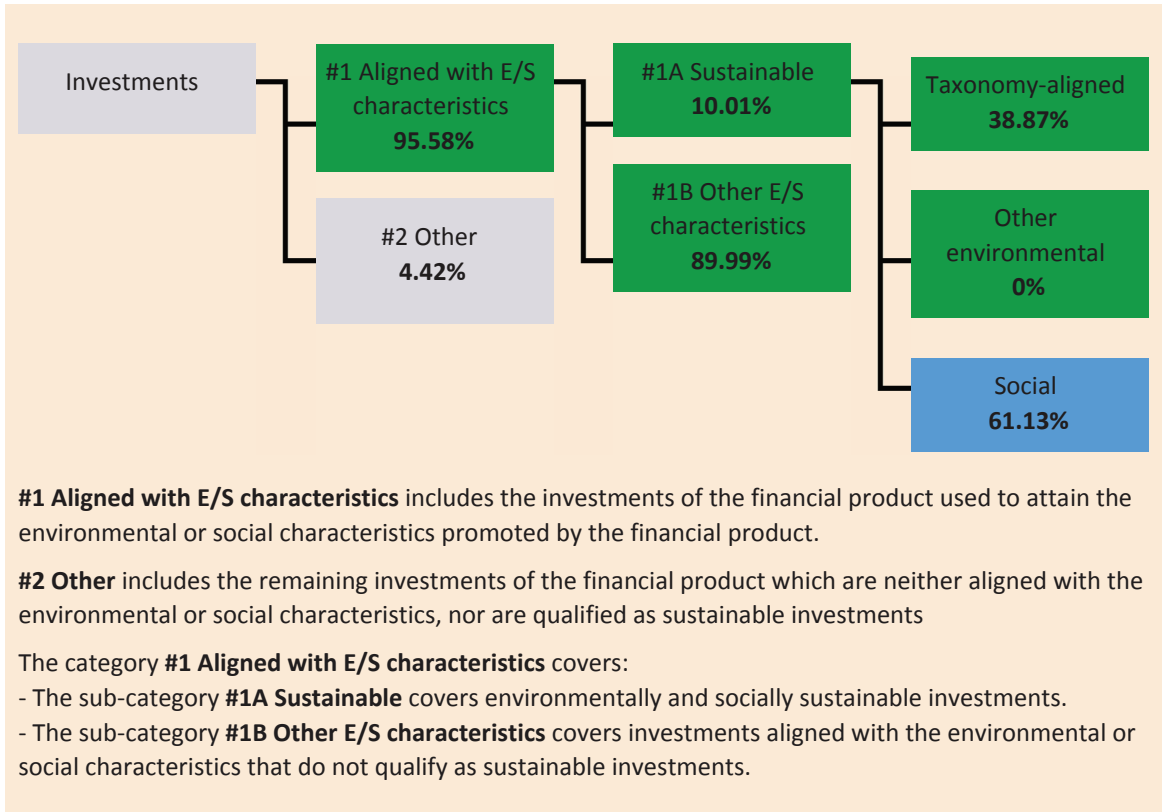 Investments
#1 Aligned with E/S
characteristics
95.58%
#2 Other
4.42%
#1A Sustainable
10.01%
#1B Other E/S
characteristics
89.99%
Taxonomy-aligned
38.87%
Other
environmental
0%
Social
61.13%
#1 Aligned with E/S characteristics includes the investments of the financial product used to attain the
environmental or social characteristics promoted by the financial product.
#2 Other includes the remaining investments of the financial product which are neither aligned with the
environmental or social characteristics, nor are qualified as sustainable investments
The category #1 Aligned with E/S characteristics covers:
- The sub-category #1A Sustainable covers environmentally and socially sustainable investments.
- The sub-category #1B Other E/S characteristics covers investments aligned with the environmental or
social characteristics that do not qualify as sustainable investments.